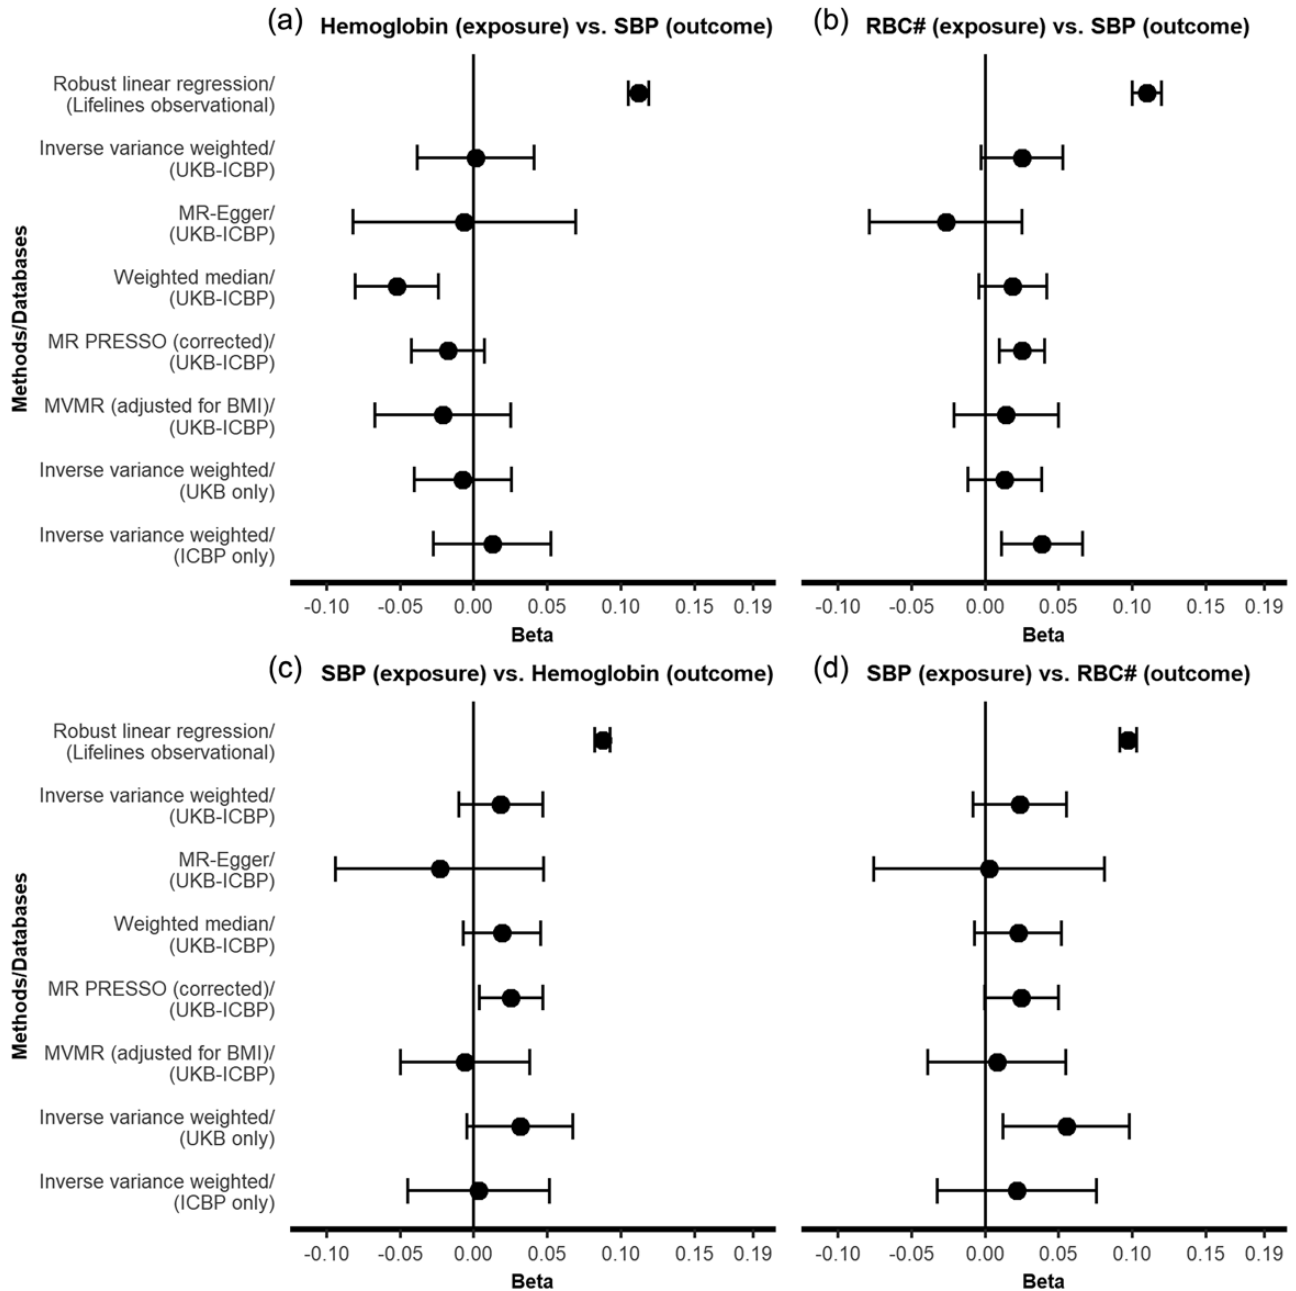 (a) Hemoglobin (exposure) vs. SBP (outcome)
(b) RBC# (exposure) vs. SBP (outcome)
Methods/Databases
Robust linear regression/
(Lifelines observational)
Inverse variance weighted/
(UKB-ICBP)
MR-Egger/
(UKB-ICBP)
Weighted median/
(UKB-ICBP)
MR PRESSO (corrected)/
(UKB-ICBP)
MVMR (adjusted for BMI)/
(UKB-ICBP)
Inverse variance weighted/
(UKB only)
Inverse variance weighted/
(ICBP only)
-0.10 -0.05 0.00 0.05 0.10 0.15 0.19
Beta
-0.10 -0.05 0.00 0.05 0.10 0.15 0.19
Beta
(c) SBP (exposure) vs. Hemoglobin (outcome)
(d) SBP (exposure) vs. RBC# (outcome)
Methods/Databases
Robust linear regression/
(Lifelines observational)
Inverse variance weighted/
(UKB-ICBP)
MR-Egger/
(UKB-ICBP)
Weighted median/
(UKB-ICBP)
MR PRESSO (corrected)/
(UKB-ICBP)
MVMR (adjusted for BMI)/
(UKB-ICBP)
Inverse variance weighted/
(UKB only)
Inverse variance weighted/
(ICBP only)
-0.10 -0.05 0.00 0.05 0.10 0.15 0.19
Beta
-0.10 -0.05 0.00 0.05 0.10 0.15 0.19
Beta